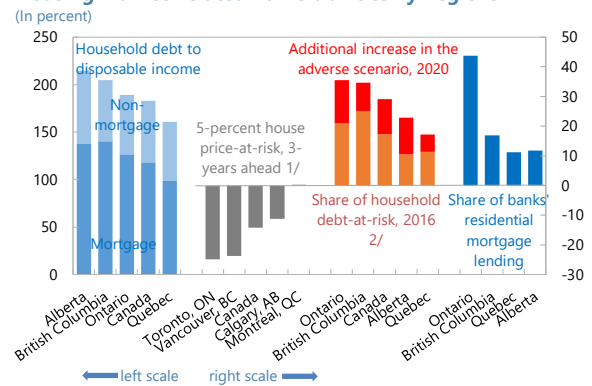 (In percent)
250
200
150
100
50
0
50
40
30
20
10
0
-10
-20
-30
Household debt to
disposable income
Non-
mortgage
Mortgage
5-percent house
price-at-risk, 3-
years ahead 1/
Additional increase in the
adverse scenario, 2020
Share of household
debt-at-risk, 2016
2/
Share of banks'
residential
mortgage
lending
Alberta
British Columbia
Ontario
Canada
Quebec
Toronto, ON
Vancouver, BC
Canada
Calgary, AB
Montreal, QC
Ontario
British Columbia
Canada
Alberta
Quebec
Ontario
British Columbia
Quebec
Alberta
left scale
right scale